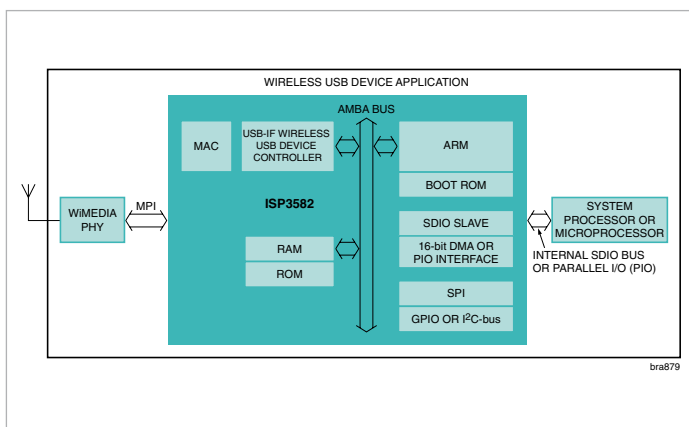 WIRELESS USB DEVICE APPLICATION
AMBA BUS
MAC
USB-IF WIRELESS
USB DEVICE
CONTROLLER
ARM
BOOT ROM
ISP3582
WiMEDIA
PHY
MPI
SDIO SLAVE
16-bit DMA OR
PIO INTERFACE
SYSTEM
PROCESSOR OR
MICROPROCESSOR
INTERNAL SDIO BUS
OR PARALLEL I/O (PIO)
RAM
ROM
SPI
GPIO OR I²C-bus
bra879